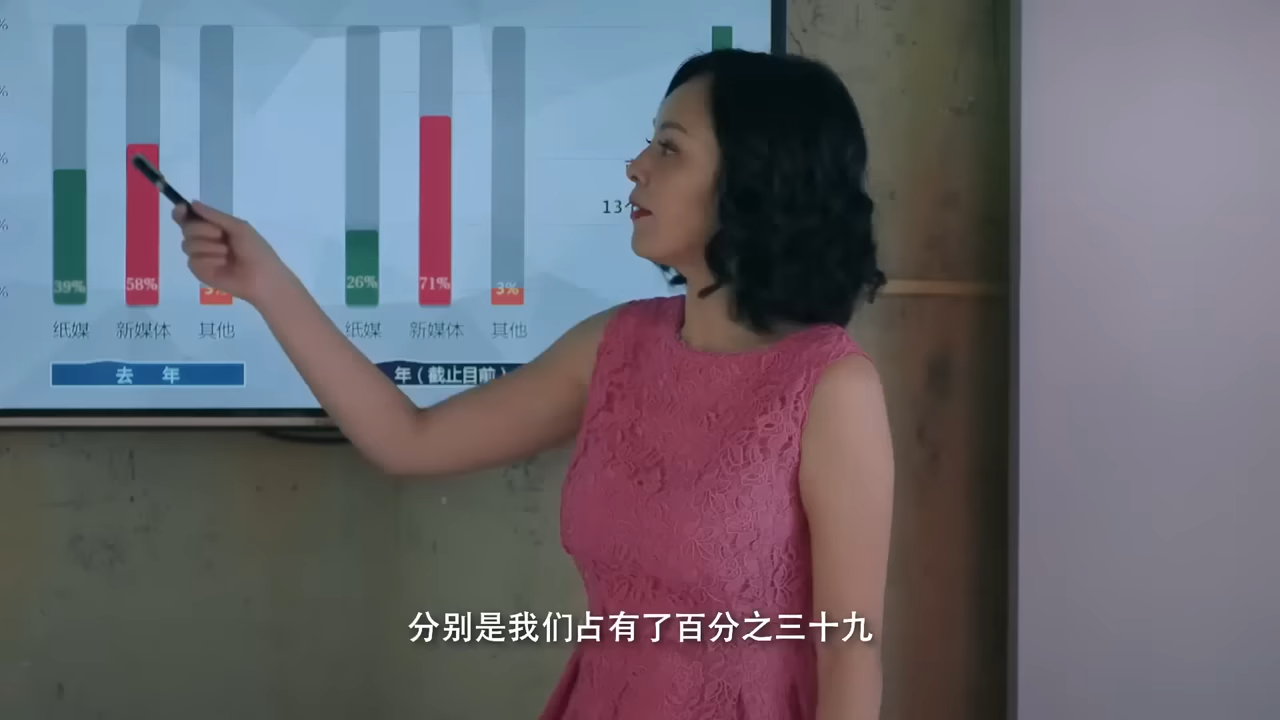 39%
58%
3%
26%
71%
3%
纸媒
新媒体
其他
纸媒
新媒体
其他
去 年
年(截止目前)
13
分别是我们占有了百分之三十九